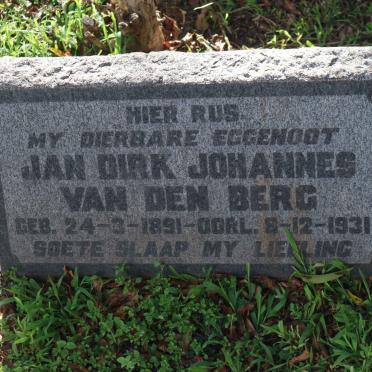 HIER RUS.
MY DIERBARE EGGENOOT
JAN DIRK JOHANNES
VAN DEN BERG
GEB. 24-3-1891-OORL. 8-12-1931
SOETE SLAAP MY LIEFLING